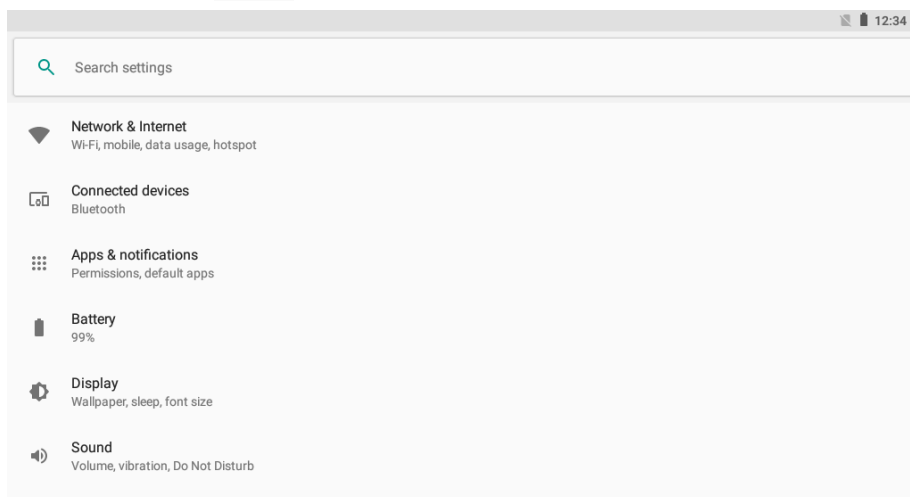 12:34
Search settings
Network & Internet
Wi-Fi, mobile, data usage, hotspot
Connected devices
Bluetooth
Apps & notifications
Permissions, default apps
Battery
99%
Display
Wallpaper, sleep, font size
Sound
Volume, vibration, Do Not Disturb